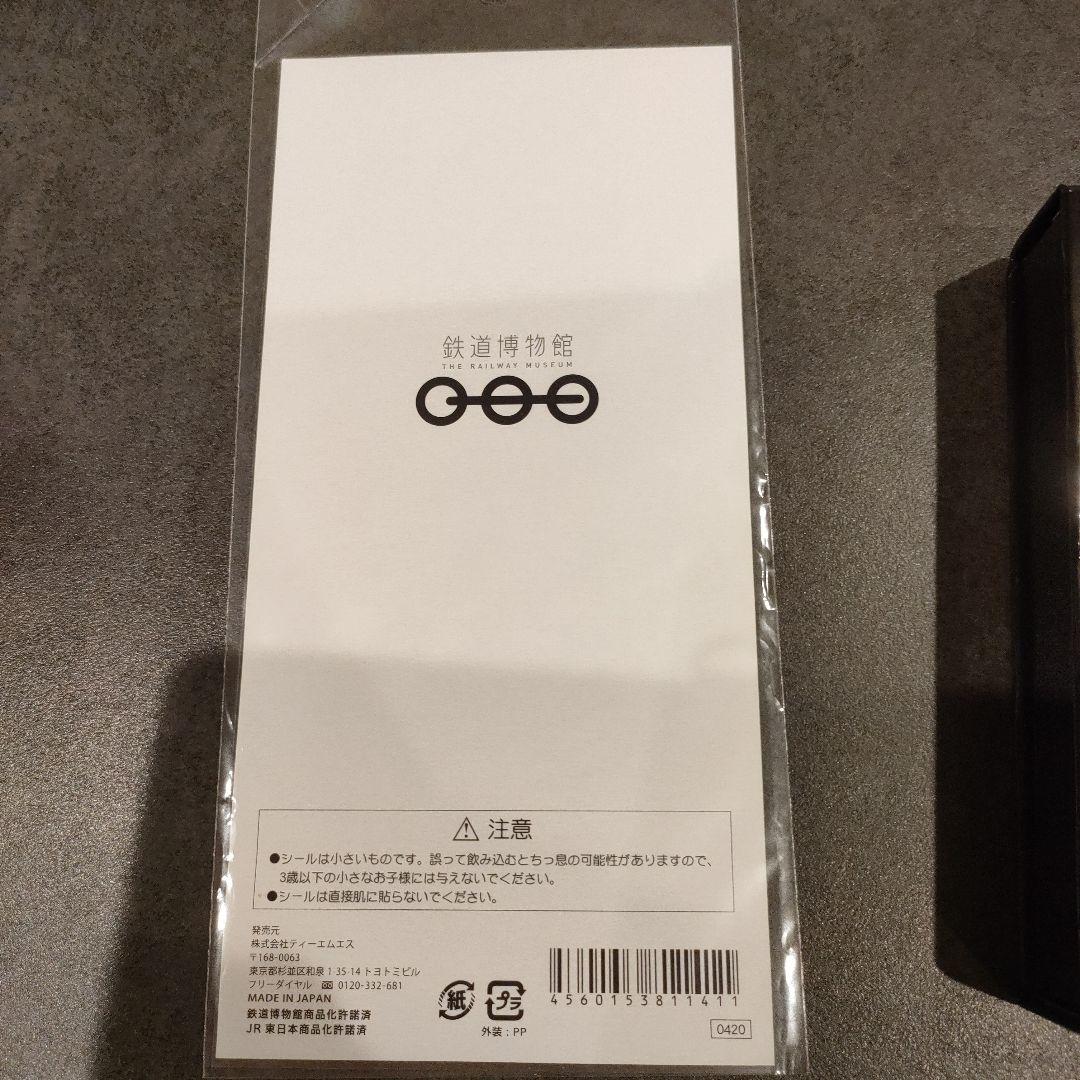 鉄道博物館
THE RAILWAY MUSEUM
⚠ 注意
●シールは小さいものです。誤って飲み込むとちっ息の可能性がありますので、
3歳以下の小さなお子様には与えないでください。
●シールは直接肌に貼らないでください。
発売元
株式会社ティーエムエス
〒168-0063
東京都杉並区和泉 1-35-14 トヨトミビル
フリーダイヤル 0120-332-681
MADE IN JAPAN
鉄道博物館商品化許諾済
JR 東日本商品化許諾済
紙
プラ
外装：PP
4560153811411
0420